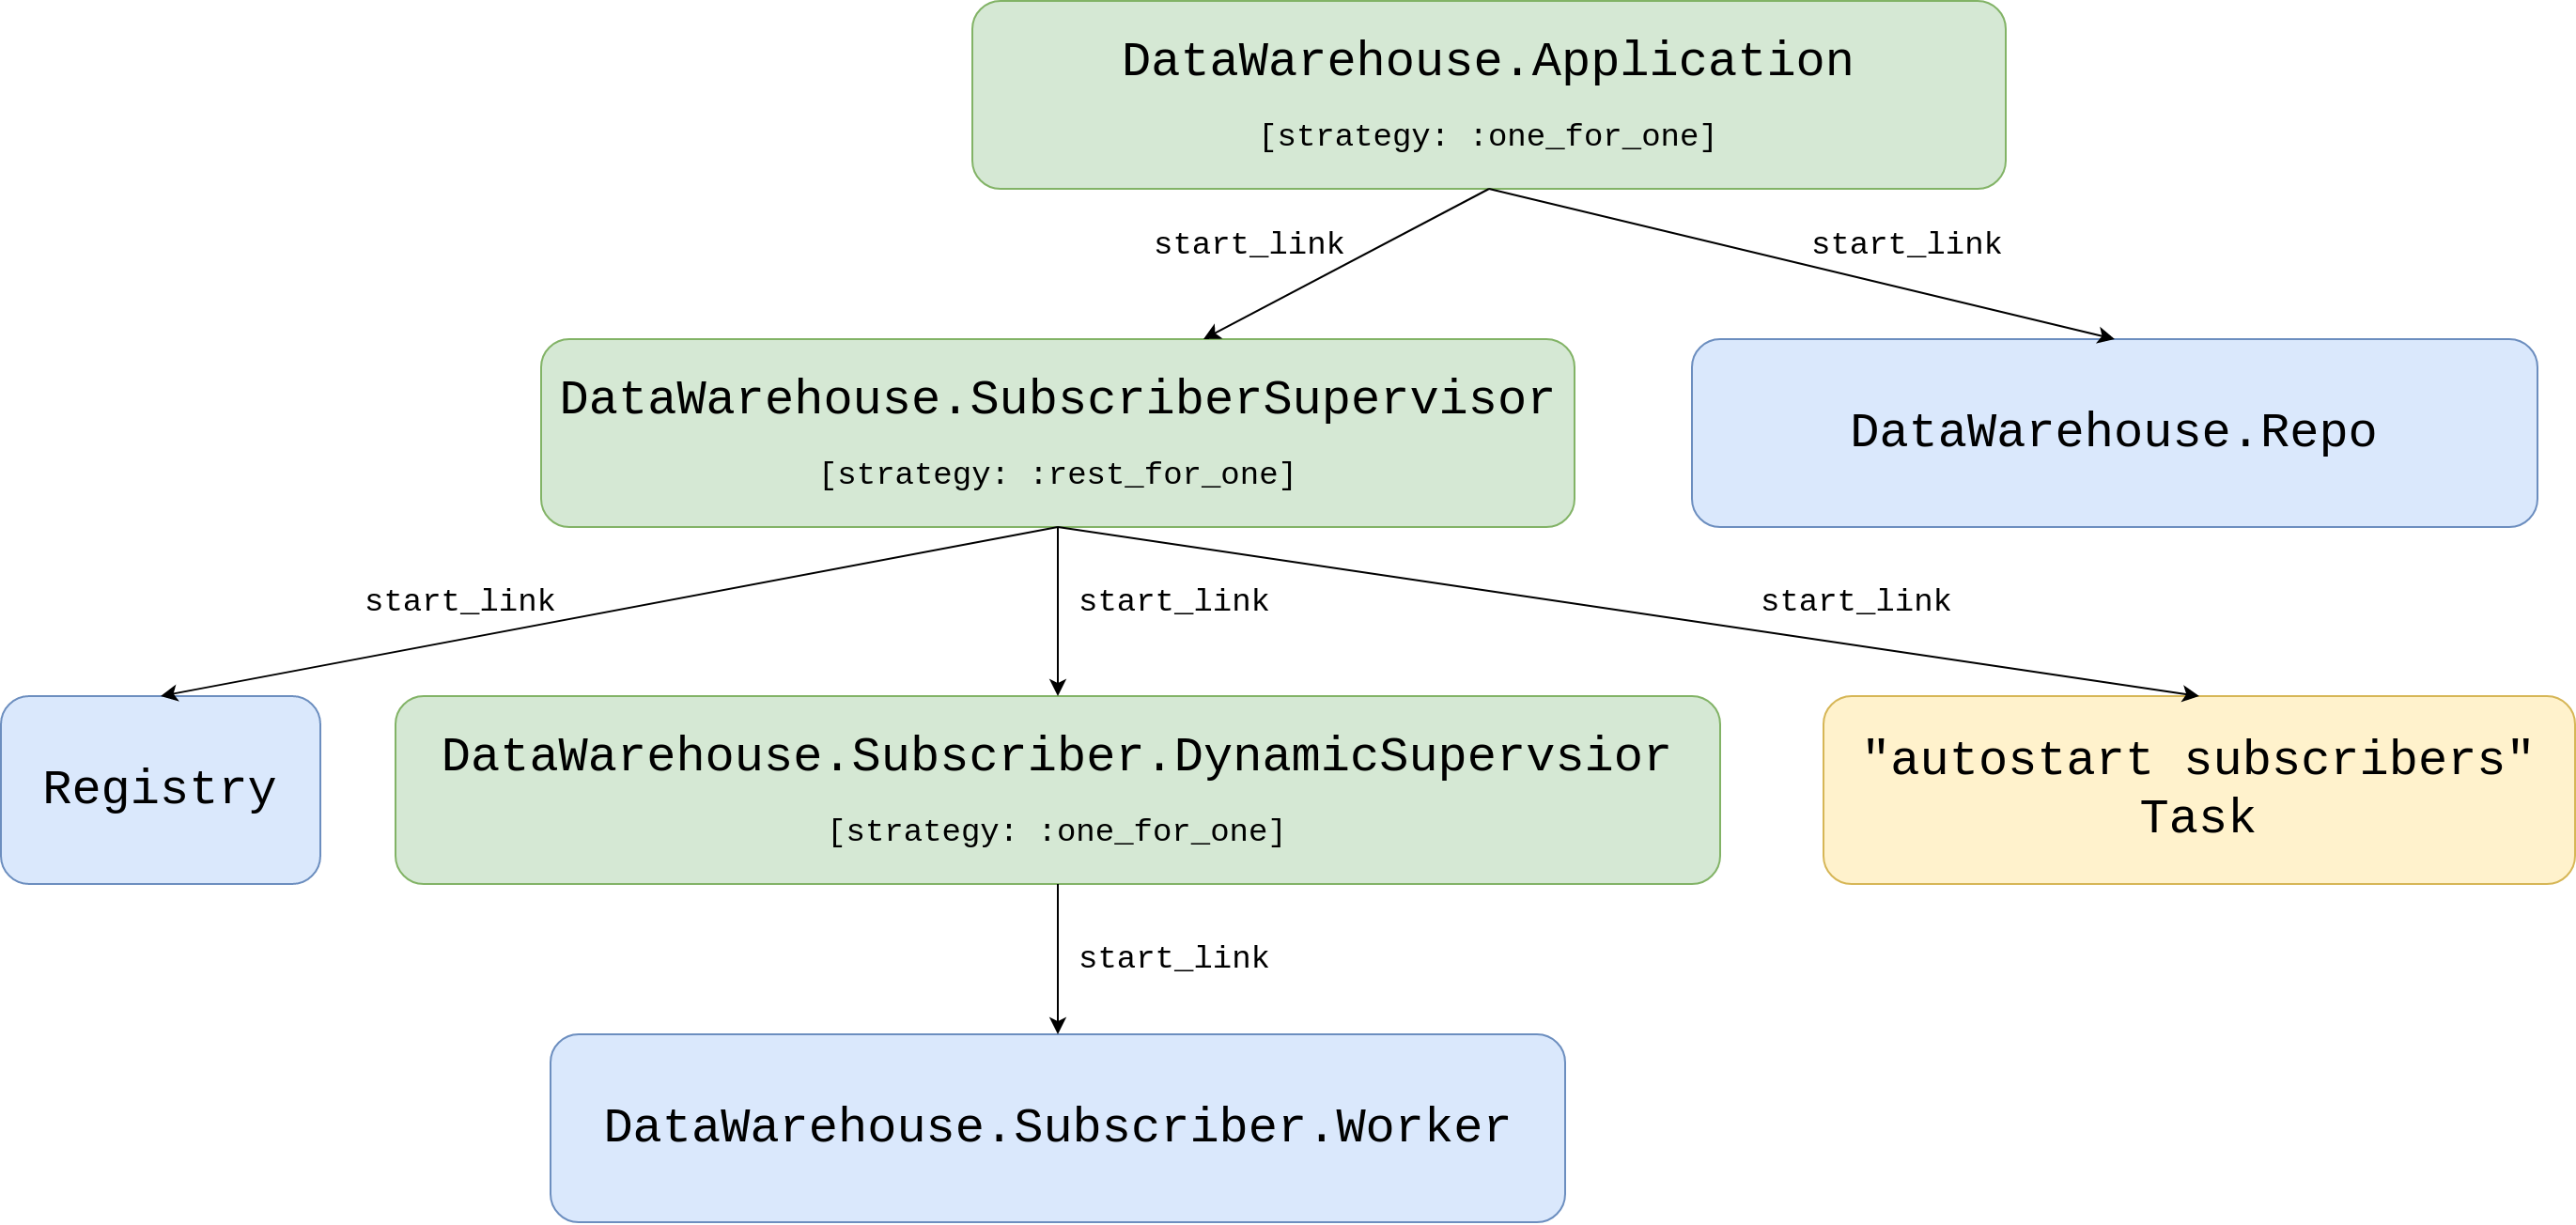 DataWarehouse.Application
[strategy: :one_for_one]
start_link
start_link
DataWarehouse.SubscriberSupervisor
[strategy: :rest_for_one]
DataWarehouse.Repo
start_link
start_link
start_link
Registry
DataWarehouse.Subscriber.DynamicSupervsior
[strategy: :one_for_one]
"autostart subscribers"
Task
start_link
DataWarehouse.Subscriber.Worker